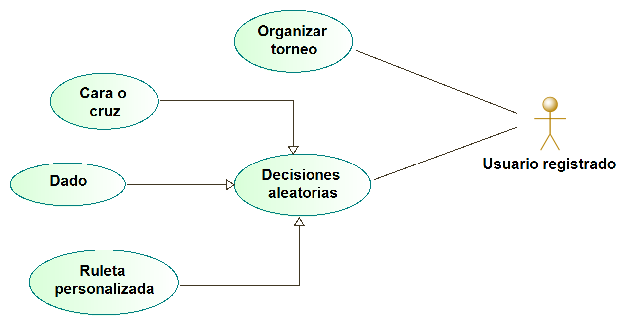 Organizar
torneo
Cara o
cruz
Usuario registrado
Dado
Decisiones
aleatorias
Ruleta
personalizada